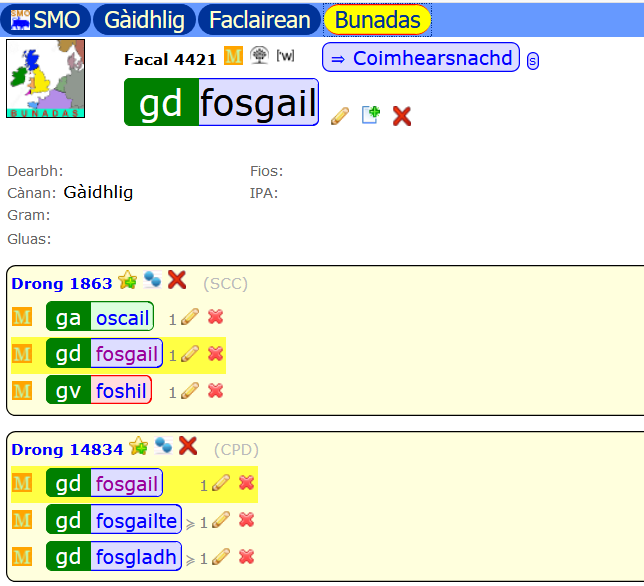 SMO Gàidhlig Faclairean Bunadas
Facal 4421 M ['w] ⇒ Coimhearsnachd s
BUNADAS
gd fosgail
Dearbh: Fios:
Cànan: Gàidhlig IPA:
Gram:
Gluas:
Drong 1863 (SCC)
M ga oscail 1
M gd fosgail 1
M gv foshil 1
Drong 14834 (CPD)
M gd fosgail 1
M gd fosgailte ⩾ 1
M gd fosgladh ⩾ 1